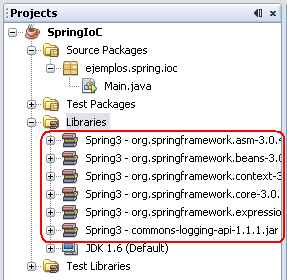 Projects
SpringIoC
Source Packages
ejemplos.spring.ioc
Main.java
Test Packages
Libraries
Spring3 - org.springframework.asm-3.0.4
Spring3 - org.springframework.beans-3.0
Spring3 - org.springframework.context-3
Spring3 - org.springframework.core-3.0.
Spring3 - org.springframework.expressio
Spring3 - commons-logging-api-1.1.1.jar
JDK 1.6 (Default)
Test Libraries